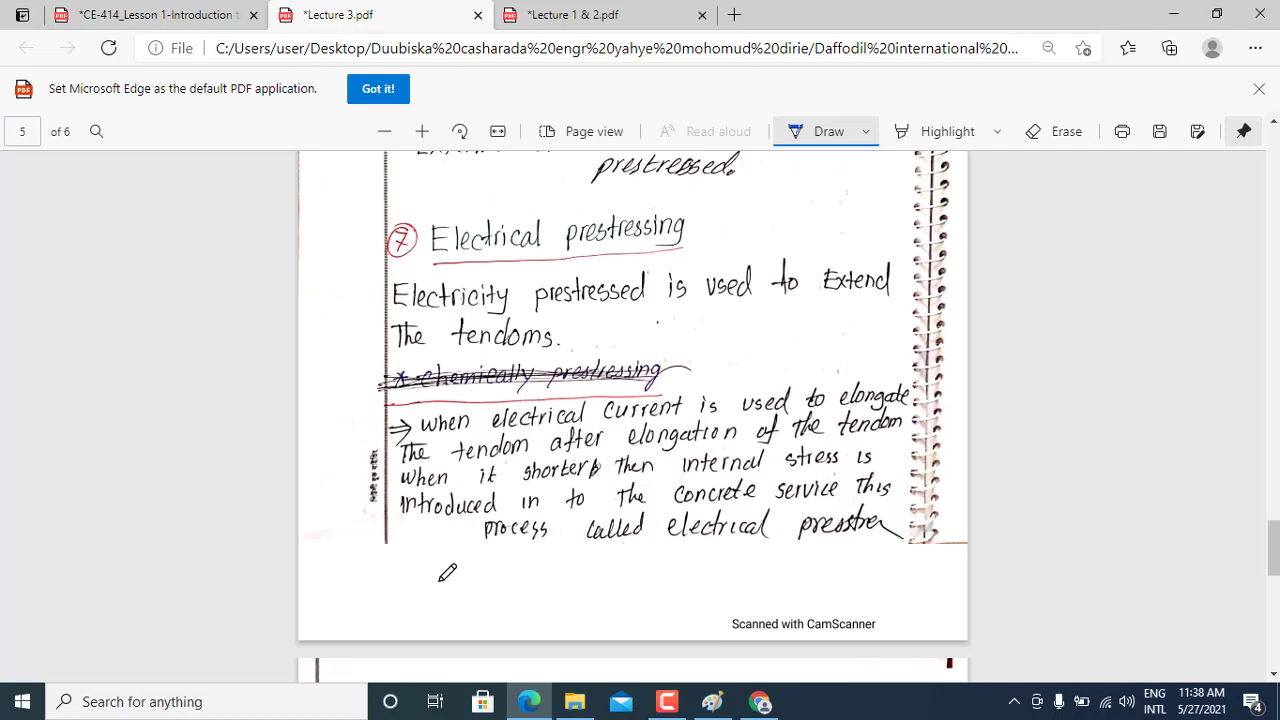 *CE-414_Lesson 1-Introduction t
*Lecture 3.pdf
*Lecture 1 & 2.pdf
File C:/Users/user/Desktop/Duubiska%20casharada%20engr%20yahye%20mohomud%20dirie/Daffodil%20international%20...
Set Microsoft Edge as the default PDF application. Got it!
5 of 6 Page view Read aloud Draw Highlight Erase
prestressed.
7 Electrical prestressing
Electricity prestressed is used to Extend
The tendoms.
* chemically prestressing
⇒ when electrical current is used to elongate
The tendom after elongation of the tendom
when it shorter then internal stress is
introduced in to the concrete service This
process called electrical presstre
Scanned with CamScanner
Search for anything
ENG
INTL
11:38 AM
5/27/2021
4